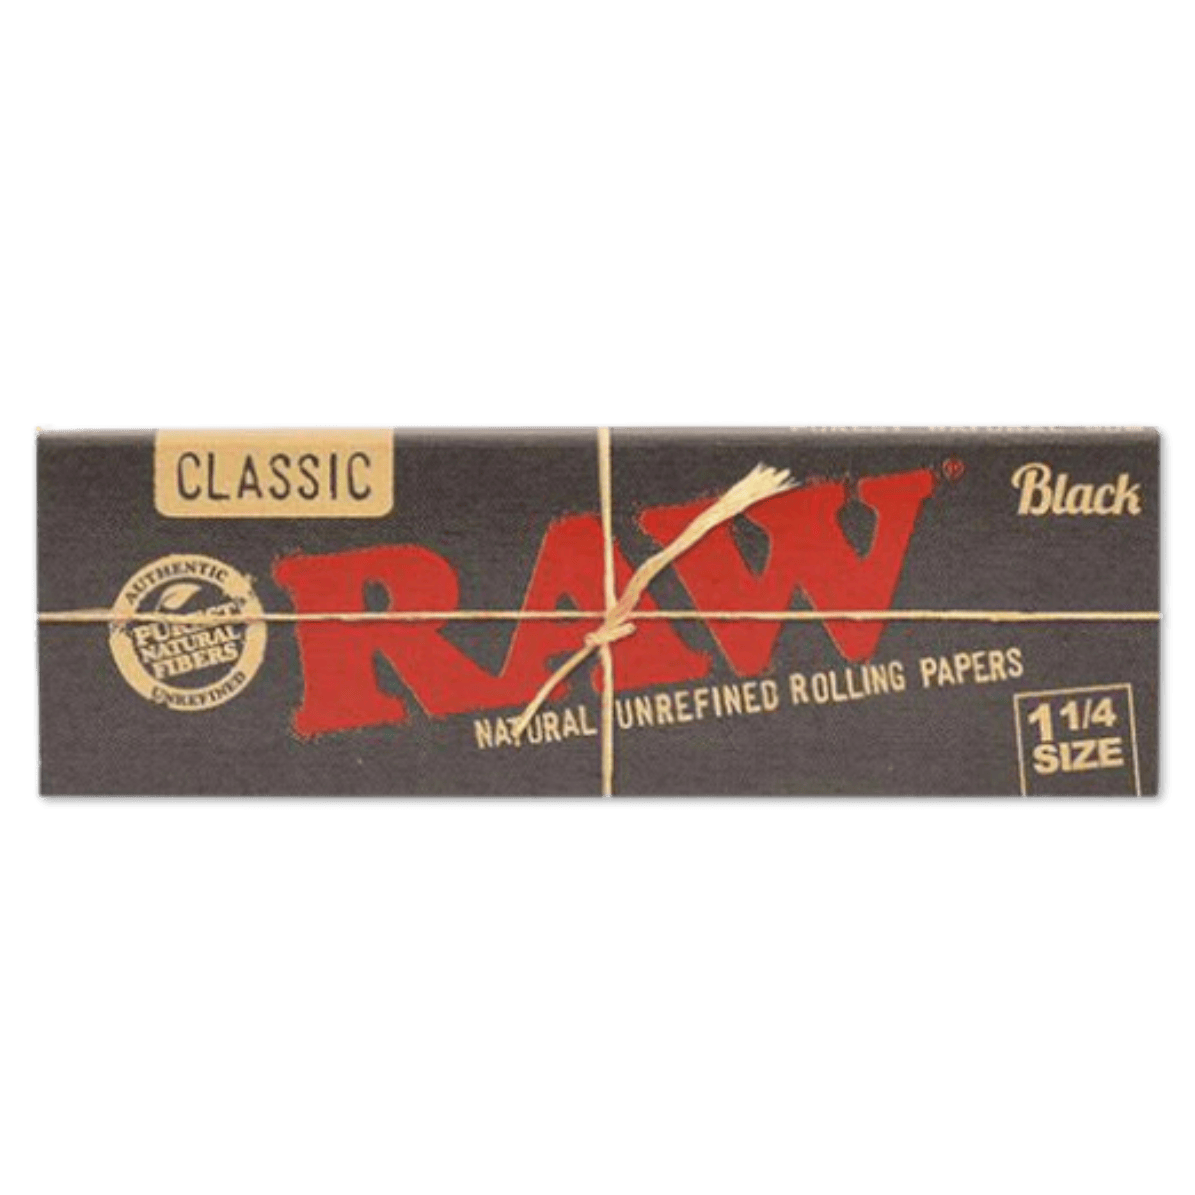 CLASSIC
RAW®
Black
AUTHENTIC
PUREST
NATURAL
FIBERS
UNREFINED
NATURAL UNREFINED ROLLING PAPERS
1 1/4
SIZE